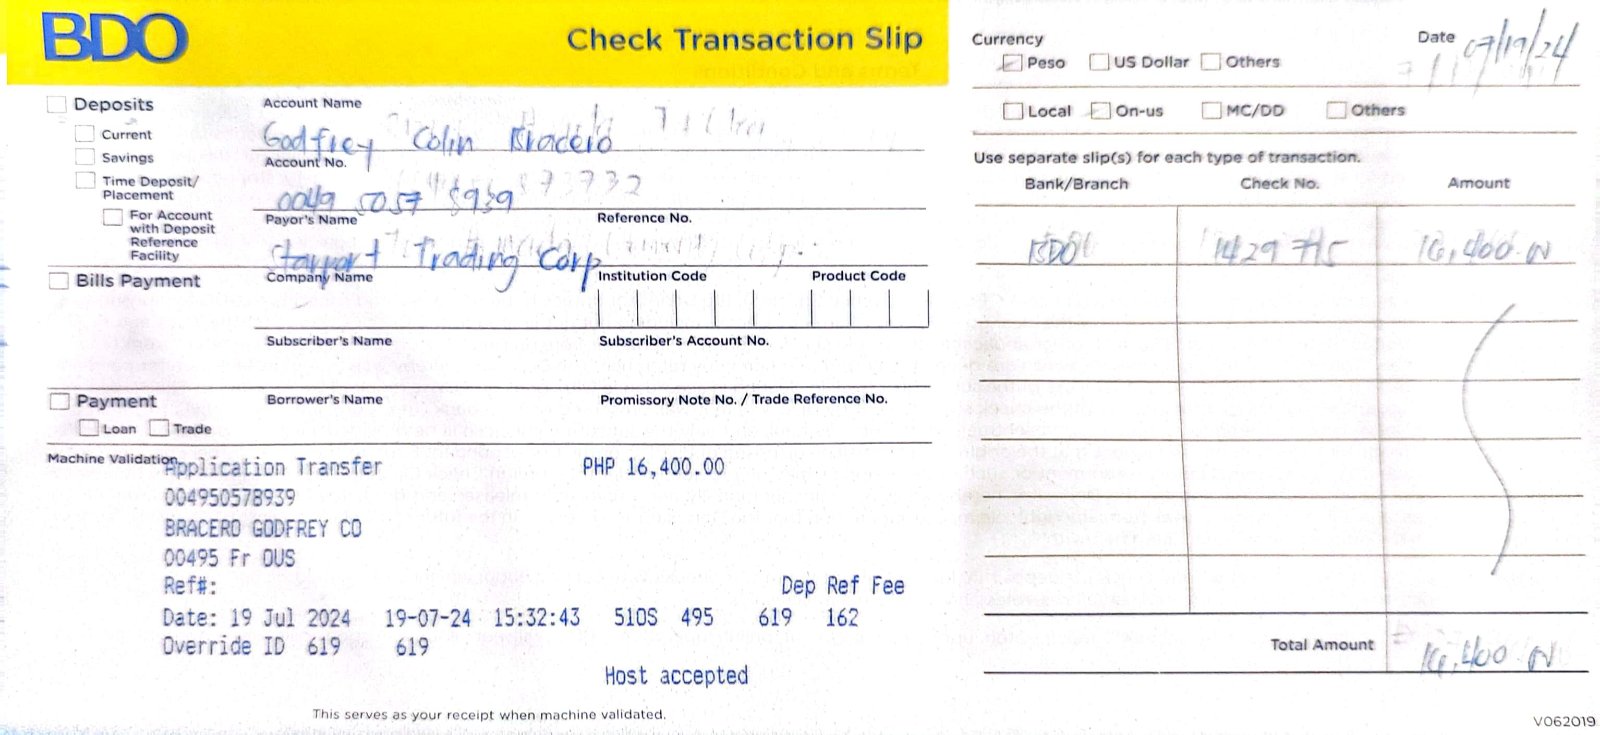 BDO
Check Transaction Slip
Currency
Peso US Dollar Others
Date 07/19/24
Local On-us MC/DD Others
Deposits
Current
Savings
Time Deposit/
Placement
For Account
with Deposit
Reference
Facility
Account Name
Godfrey Colin Bracero
Account No.
0049 5057 8939
Payor's Name
Reference No.
Trading Corp
Use separate slip(s) for each type of transaction.
Bank/Branch Check No. Amount
BDO 1429715 16,400.00
Bills Payment
Company Name
Institution Code
Product Code
Subscriber's Name
Subscriber's Account No.
Payment
Loan Trade
Borrower's Name
Promissory Note No. / Trade Reference No.
Machine Validation
Application Transfer PHP 16,400.00
004950578939
BRACERO GODFREY CO
00495 Fr OUS
Ref#: Dep Ref Fee
Date: 19 Jul 2024 19-07-24 15:32:43 510S 495 619 162
Override ID 619 619
Host accepted
Total Amount 16,400.00
This serves as your receipt when machine validated.
V062019